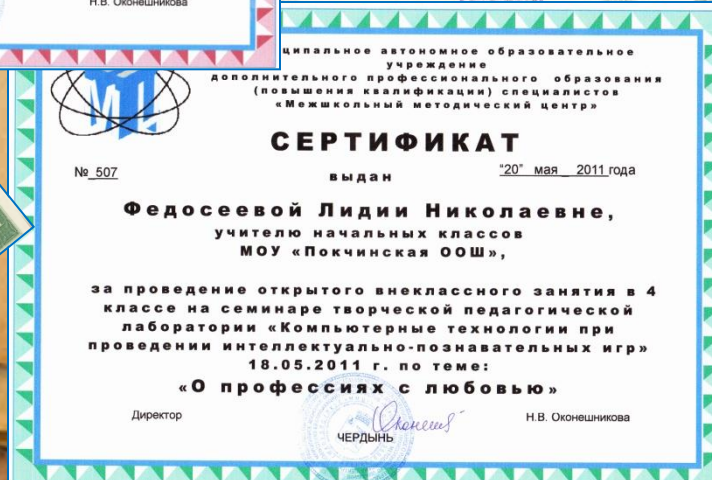 Н.В. Оконешникова
ципальное автономное образовательное
учреждение
дополнительного профессионального образования
(повышения квалификации) специалистов
«Межшкольный методический центр»
СЕРТИФИКАТ
№ 507
выдан
“20” мая 2011 года
Федосеевой Лидии Николаевне,
учителю начальных классов
МОУ «Покчинская ООШ»,
за проведение открытого внеклассного занятия в 4
классе на семинаре творческой педагогической
лаборатории «Компьютерные технологии при
проведении интеллектуально-познавательных игр»
18.05.2011 г. по теме:
«О профессиях с любовью»
Директор
Н.В. Оконешникова
ЧЕРДЫНЬ